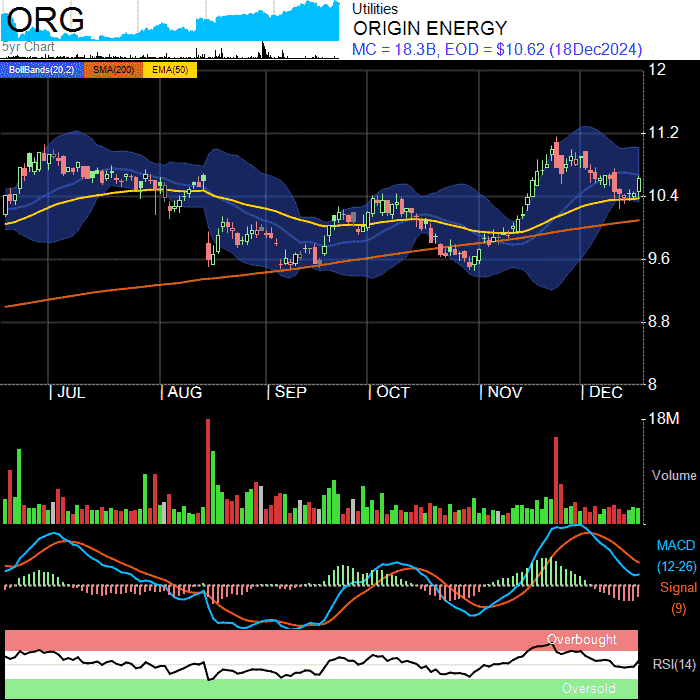 ORG
5yr Chart
Utilities
ORIGIN ENERGY
MC = 18.3B, EOD = $10.62 (18Dec2024)
BollBands(20,2) SMA(200) EMA(50)
12
11.2
10.4
9.6
8.8
8
JUL AUG SEP OCT NOV DEC
18M
Volume
MACD
(12-26)
Signal
(9)
Overbought
RSI(14)
Oversold